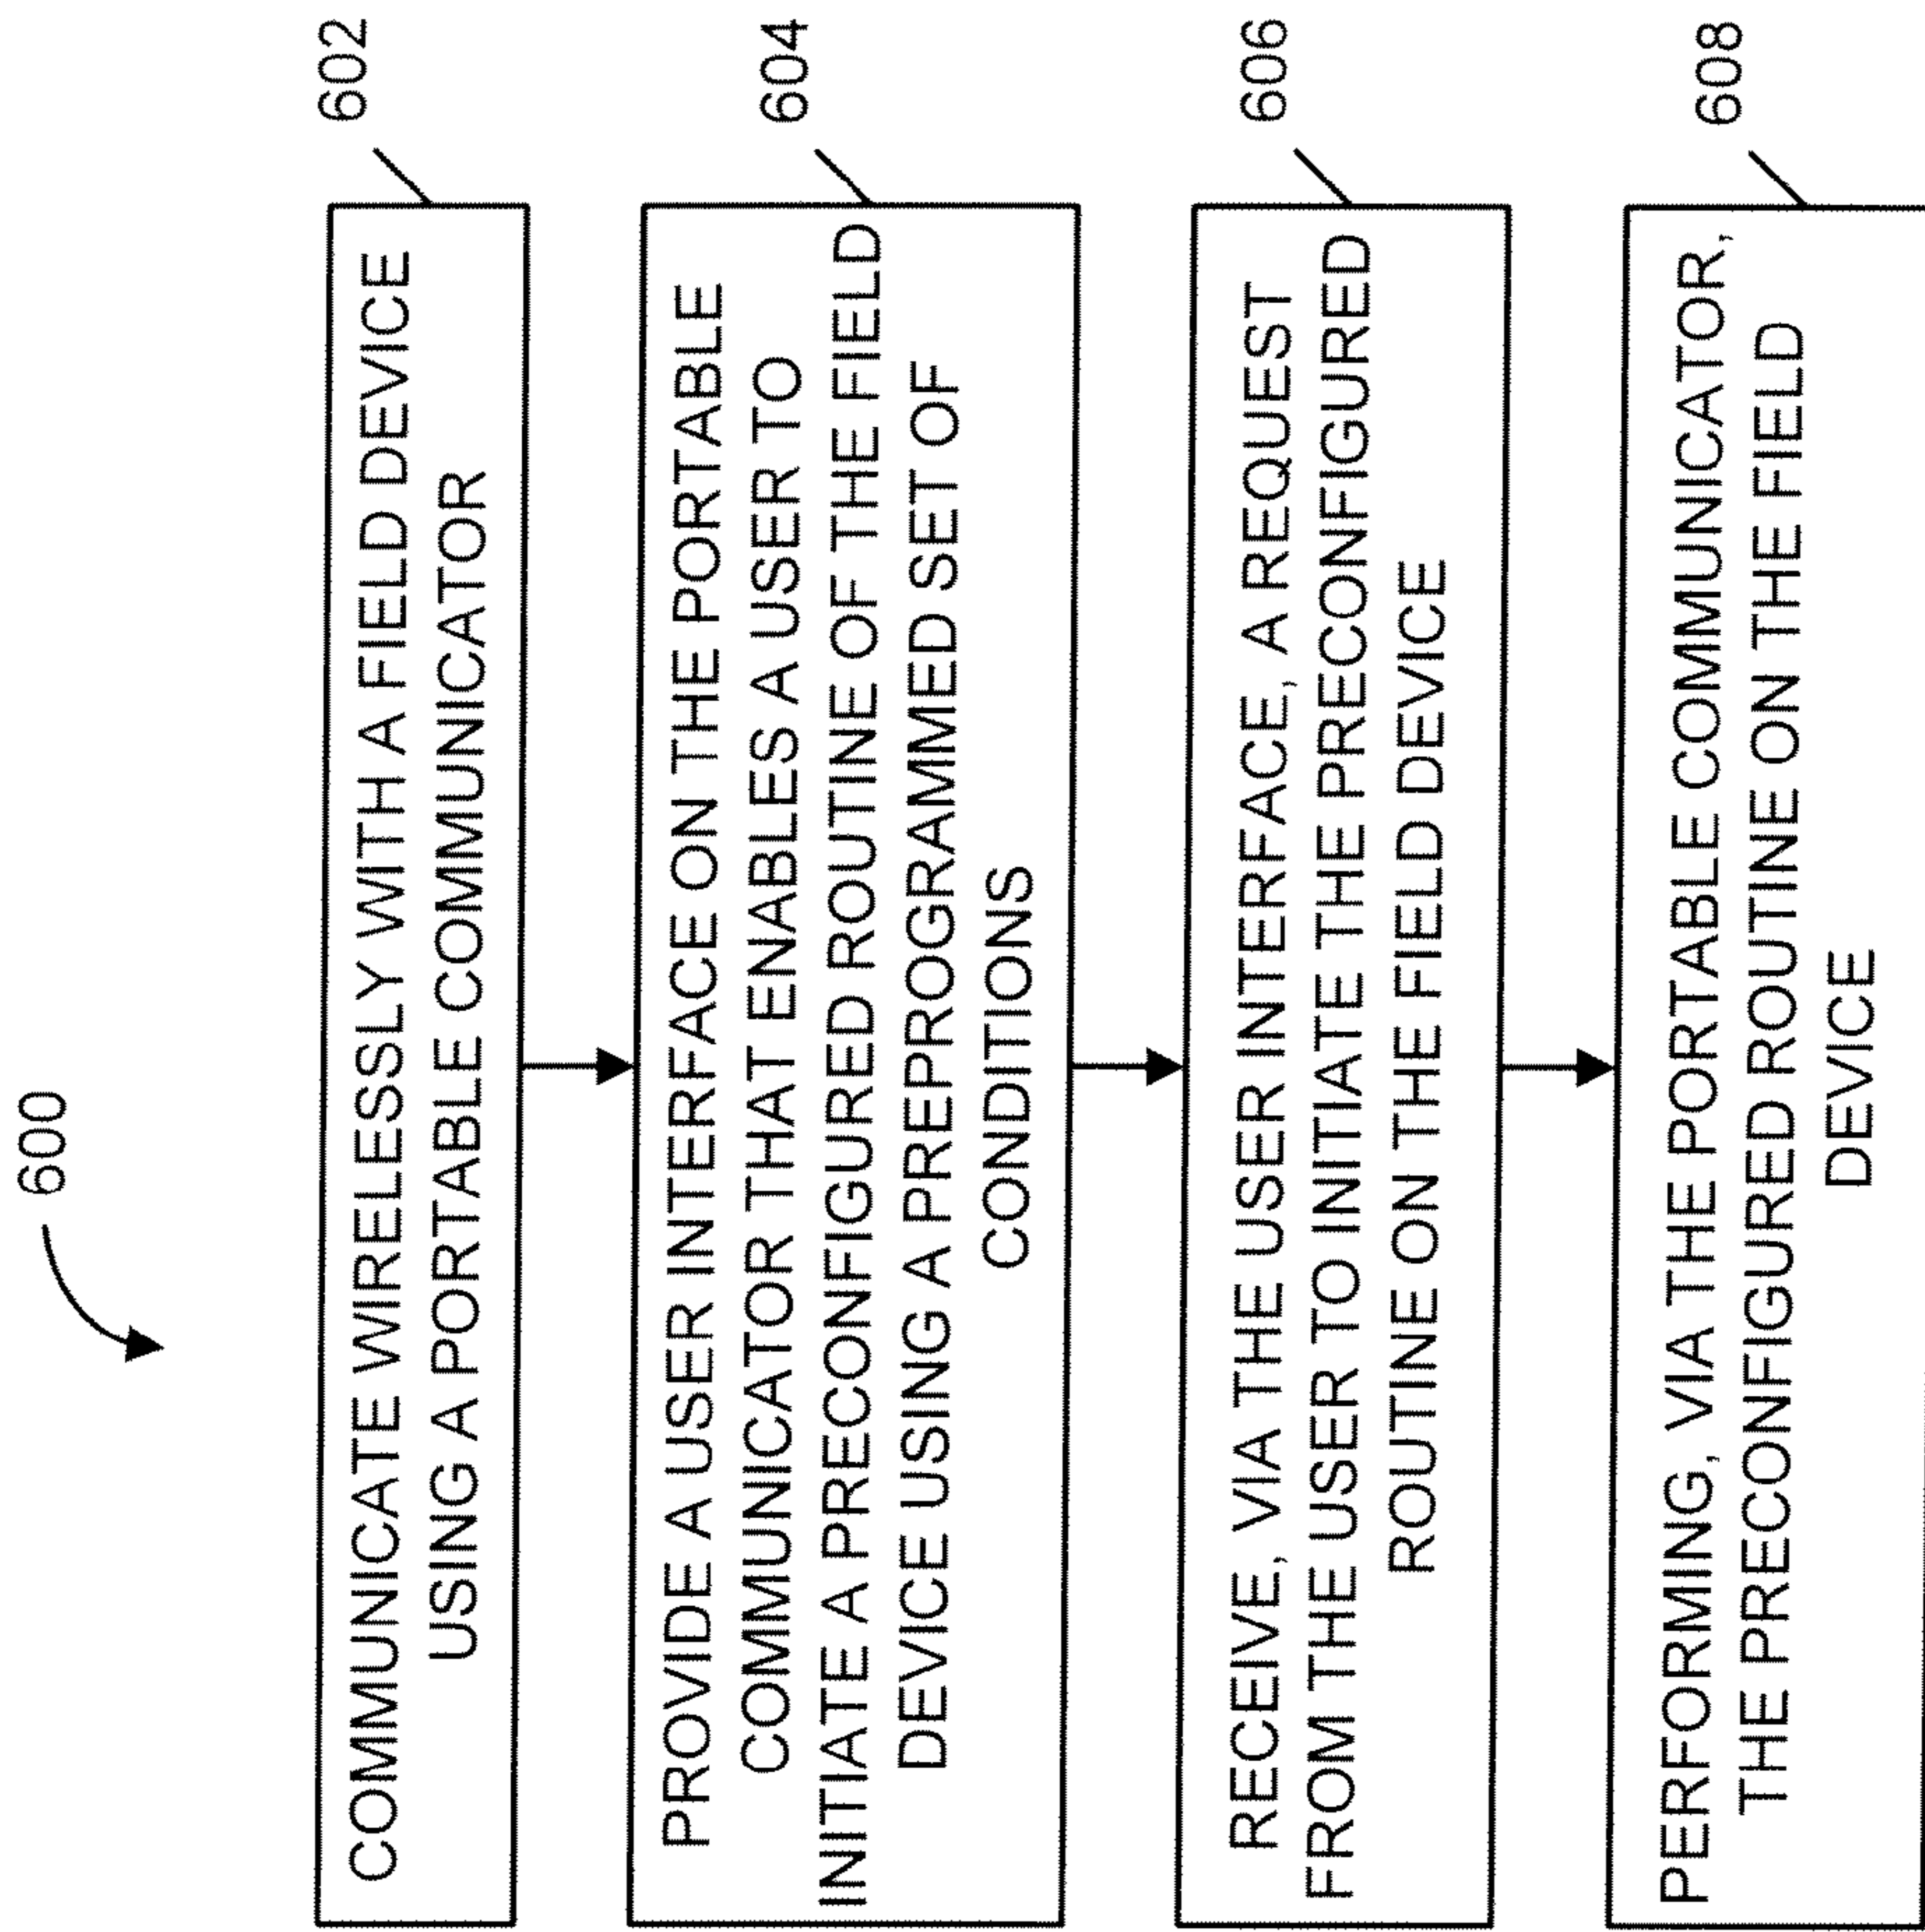 600
COMMUNICATE WIRELESSLY WITH A FIELD DEVICE
USING A PORTABLE COMMUNICATOR
602
PROVIDE A USER INTERFACE ON THE PORTABLE
COMMUNICATOR THAT ENABLES A USER TO
INITIATE A PRECONFIGURED ROUTINE OF THE FIELD
DEVICE USING A PREPROGRAMMED SET OF
CONDITIONS
604
RECEIVE, VIA THE USER INTERFACE, A REQUEST
FROM THE USER TO INITIATE THE PRECONFIGURED
ROUTINE ON THE FIELD DEVICE
606
PERFORMING, VIA THE PORTABLE COMMUNICATOR,
THE PRECONFIGURED ROUTINE ON THE FIELD
DEVICE
608